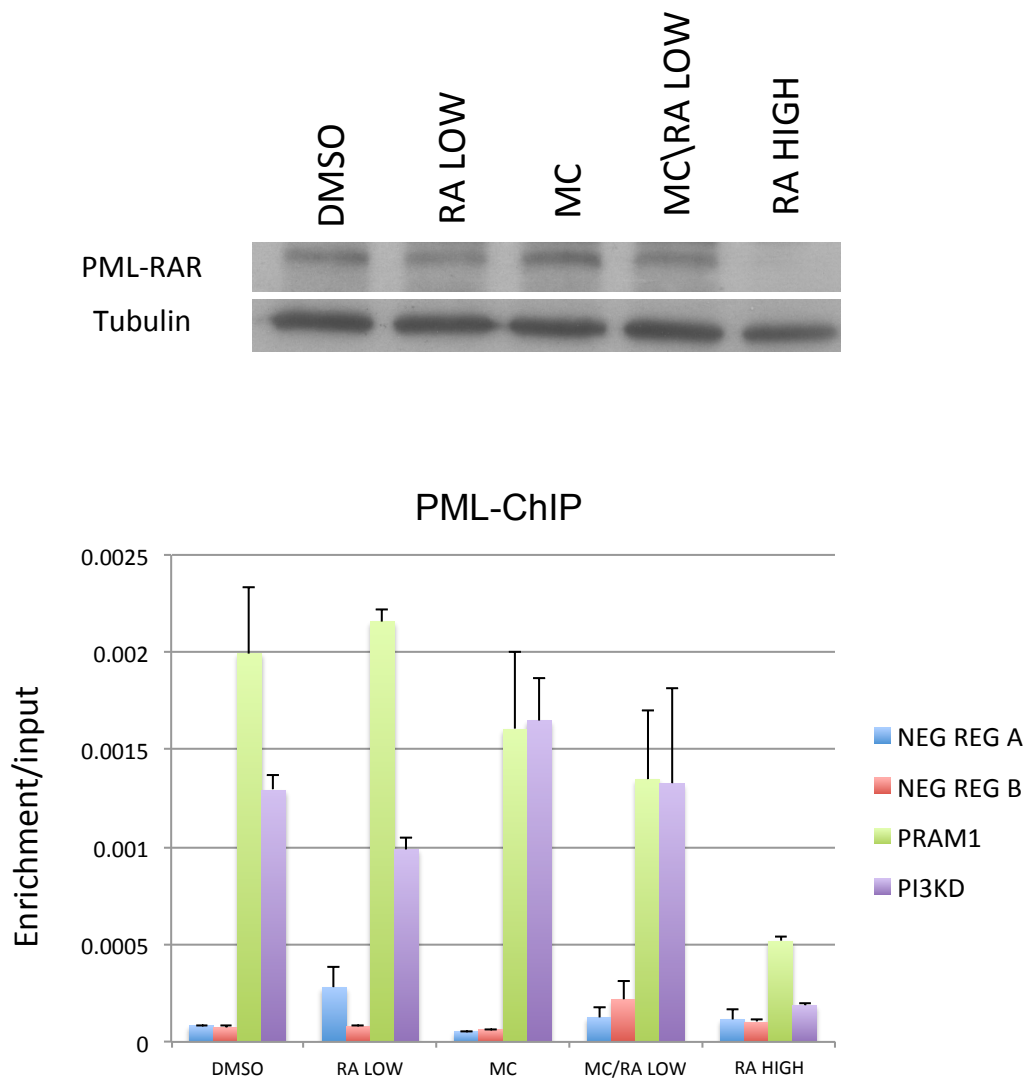 DMSO
RA LOW
MC
MC\RA LOW
RA HIGH
PML-RAR
Tubulin
PML-ChIP
Enrichment/input
0.0025
0.002
0.0015
0.001
0.0005
0
DMSO
RA LOW
MC
MC/RA LOW
RA HIGH
NEG REG A
NEG REG B
PRAM1
PI3KD